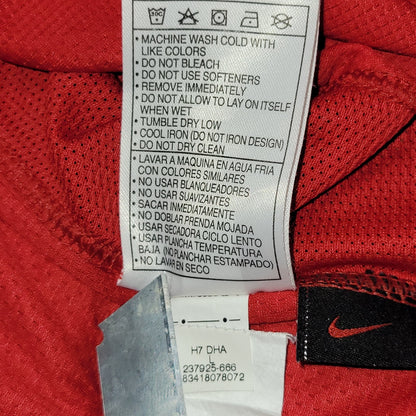 30C
• MACHINE WASH COLD WITH
LIKE COLORS
• DO NOT BLEACH
• DO NOT USE SOFTENERS
• REMOVE IMMEDIATELY
• DO NOT ALLOW TO LAY ON ITSELF
WHEN WET
• TUMBLE DRY LOW
• COOL IRON (DO NOT IRON DESIGN)
• DO NOT DRY CLEAN
• LAVAR A MAQUINA EN AGUA FRIA
CON COLORES SIMILARES
• NO USAR BLANQUEADORES
• NO USAR SUAVIZANTES
• SACAR INMEDIATAMENTE
• NO DOBLAR PRENDA MOJADA
• USAR SECADORA CICLO LENTO
• USAR PLANCHA TEMPERATURA
BAJA (NO PLANCHAR ESTAMPADO)
• NO LAVAR EN SECO
H7 DHA
L
237925-666
83418078072